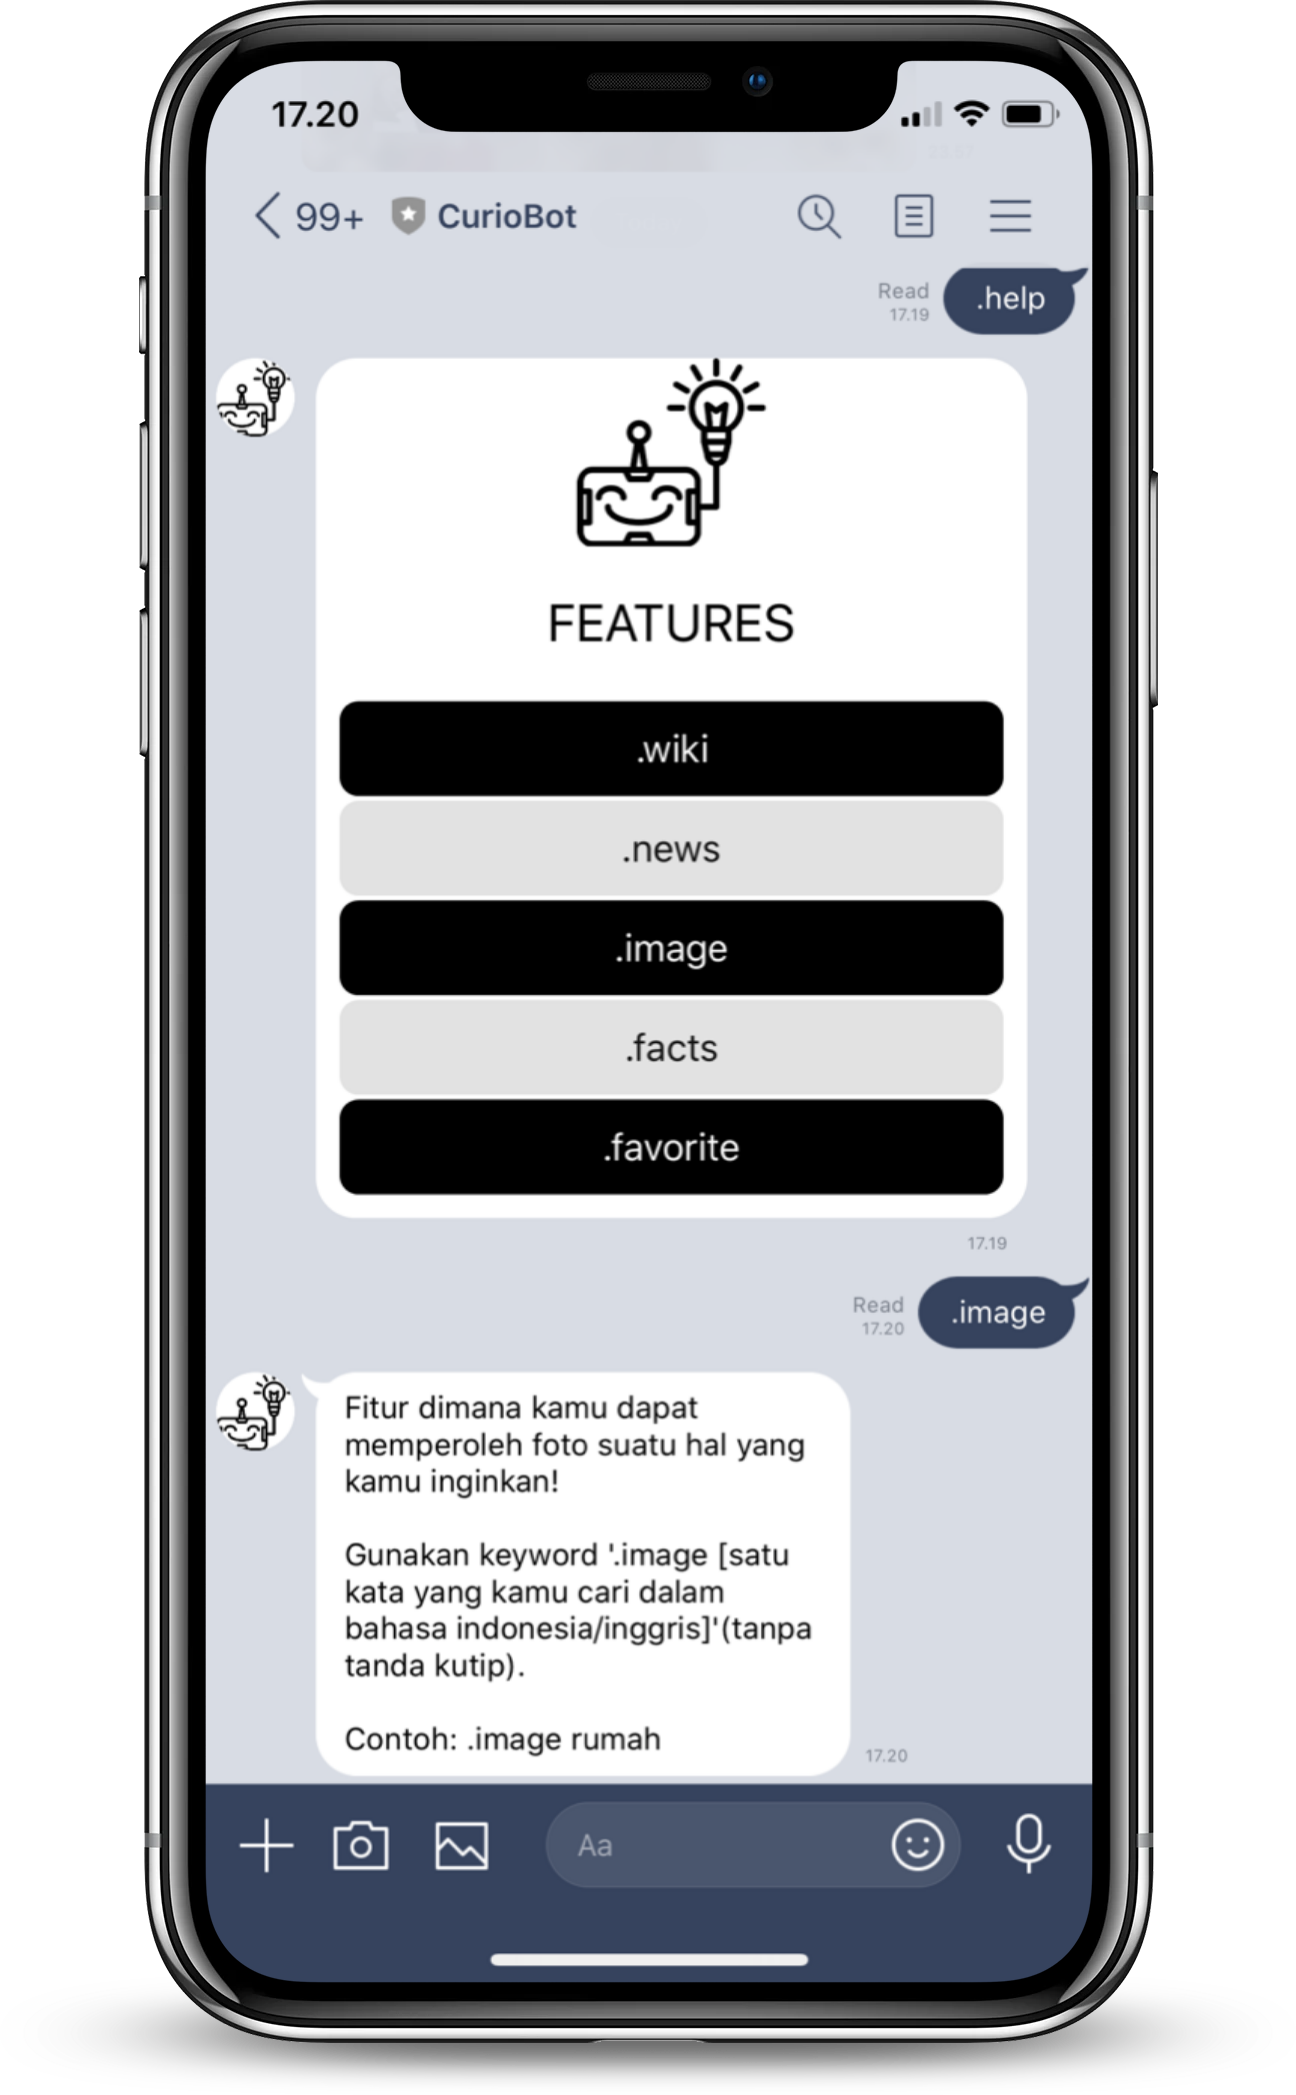 17.20
99+ CurioBot
Read
17.19
.help
FEATURES
.wiki
.news
.image
.facts
.favorite
17.19
Read
17.20
.image
Fitur dimana kamu dapat
memperoleh foto suatu hal yang
kamu inginkan!
Gunakan keyword '.image [satu
kata yang kamu cari dalam
bahasa indonesia/inggris]'(tanpa
tanda kutip).
Contoh: .image rumah
17.20
Aa